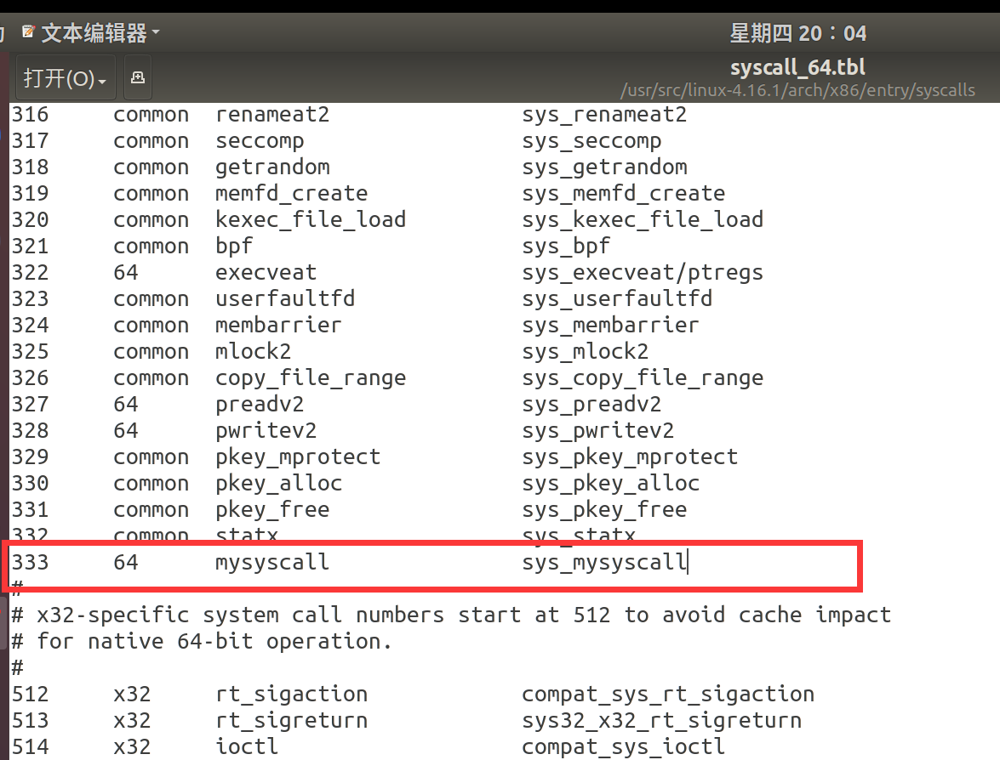 文本编辑器 星期四 20：04
打开(O) syscall_64.tbl
/usr/src/linux-4.16.1/arch/x86/entry/syscalls
316 common renameat2 sys_renameat2
317 common seccomp sys_seccomp
318 common getrandom sys_getrandom
319 common memfd_create sys_memfd_create
320 common kexec_file_load sys_kexec_file_load
321 common bpf sys_bpf
322 64 execveat sys_execveat/ptregs
323 common userfaultfd sys_userfaultfd
324 common membarrier sys_membarrier
325 common mlock2 sys_mlock2
326 common copy_file_range sys_copy_file_range
327 64 preadv2 sys_preadv2
328 64 pwritev2 sys_pwritev2
329 common pkey_mprotect sys_pkey_mprotect
330 common pkey_alloc sys_pkey_alloc
331 common pkey_free sys_pkey_free
332 common statx sys_statx
333 64 mysyscall sys_mysyscall
#
# x32-specific system call numbers start at 512 to avoid cache impact
# for native 64-bit operation.
#
512 x32 rt_sigaction compat_sys_rt_sigaction
513 x32 rt_sigreturn sys32_x32_rt_sigreturn
514 x32 ioctl compat_sys_ioctl